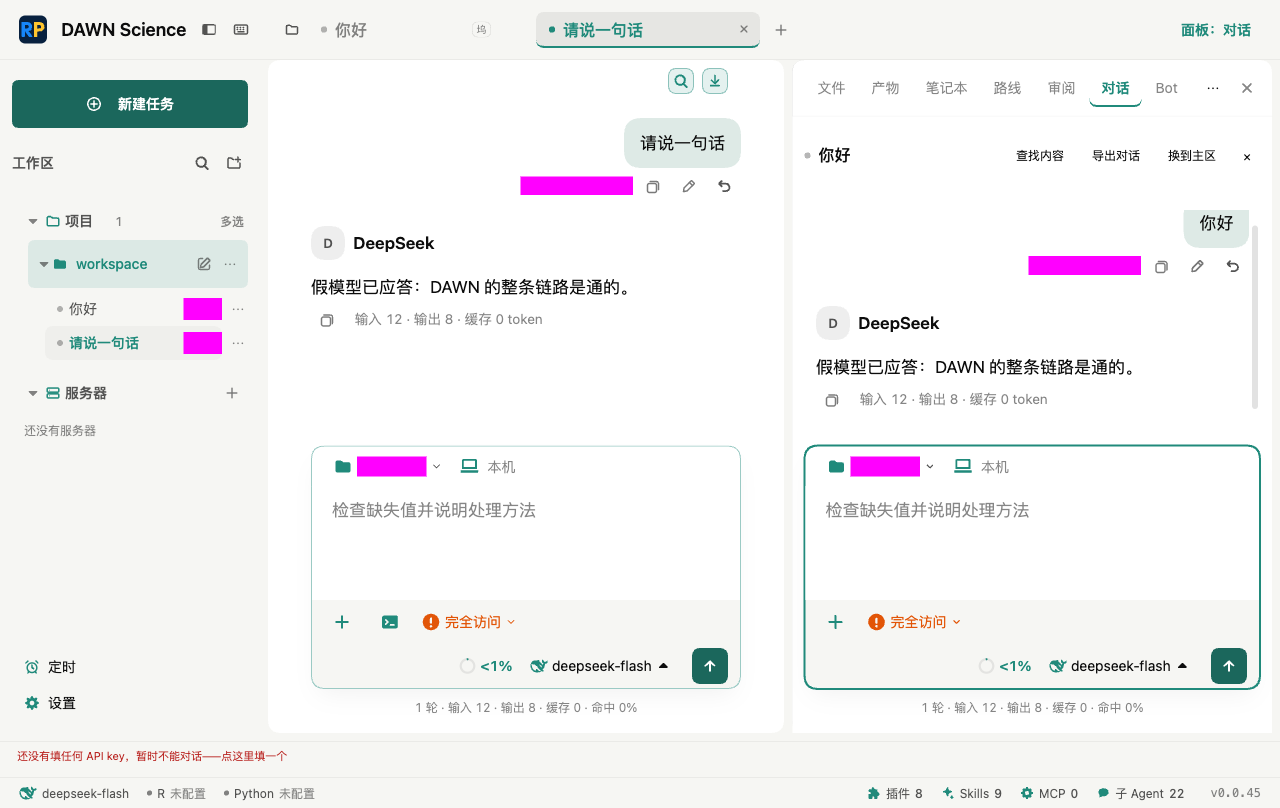 RP DAWN Science
你好
坞
请说一句话
面板：对话
新建任务
工作区
项目 1 多选
workspace
你好
请说一句话
服务器
还没有服务器
定时
设置
请说一句话
D DeepSeek
假模型已应答：DAWN 的整条链路是通的。
输入 12 · 输出 8 · 缓存 0 token
本机
检查缺失值并说明处理方法
完全访问
<1% deepseek-flash
1 轮 · 输入 12 · 输出 8 · 缓存 0 · 命中 0%
文件 产物 笔记本 路线 审阅 对话 Bot
你好 查找内容 导出对话 换到主区
你好
D DeepSeek
假模型已应答：DAWN 的整条链路是通的。
输入 12 · 输出 8 · 缓存 0 token
本机
检查缺失值并说明处理方法
完全访问
<1% deepseek-flash
1 轮 · 输入 12 · 输出 8 · 缓存 0 · 命中 0%
还没有填任何 API key，暂时不能对话——点这里填一个
deepseek-flash R 未配置 Python 未配置
插件 8 Skills 9 MCP 0 子 Agent 22 v0.0.45